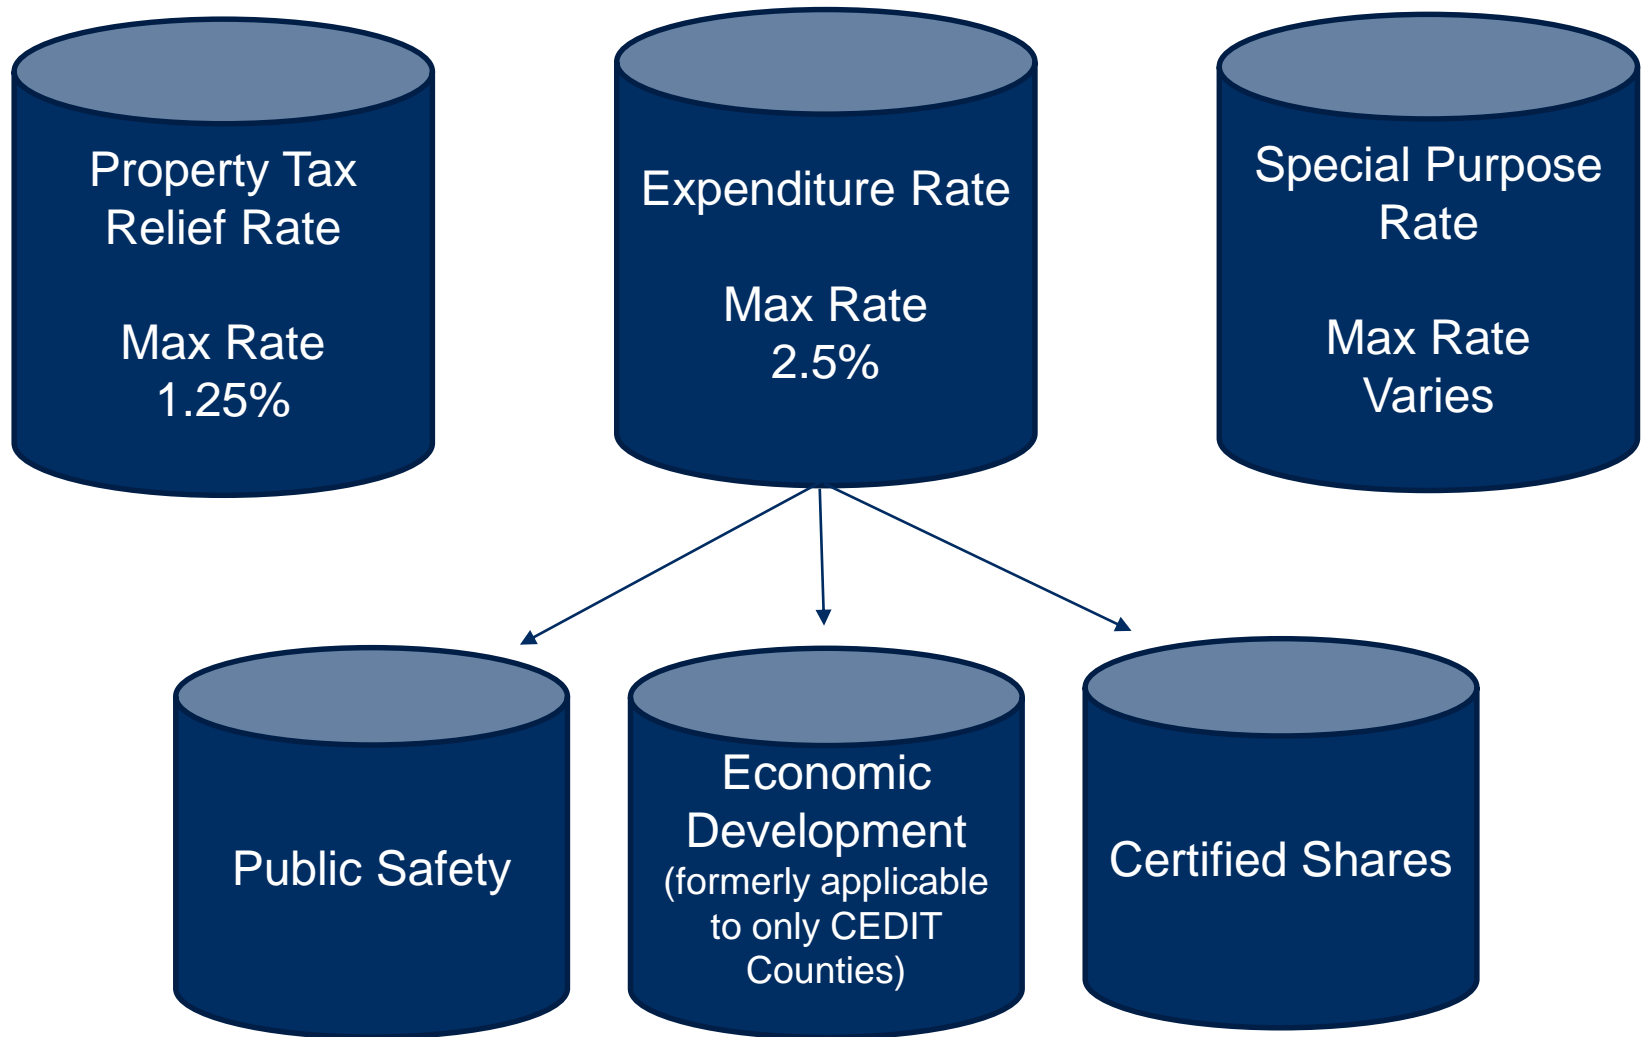 Property Tax
Relief Rate
Max Rate
1.25%
Expenditure Rate
Max Rate
2.5%
Special Purpose
Rate
Max Rate
Varies
Public Safety
Economic
Development
(formerly applicable
to only CEDIT
Counties)
Certified Shares